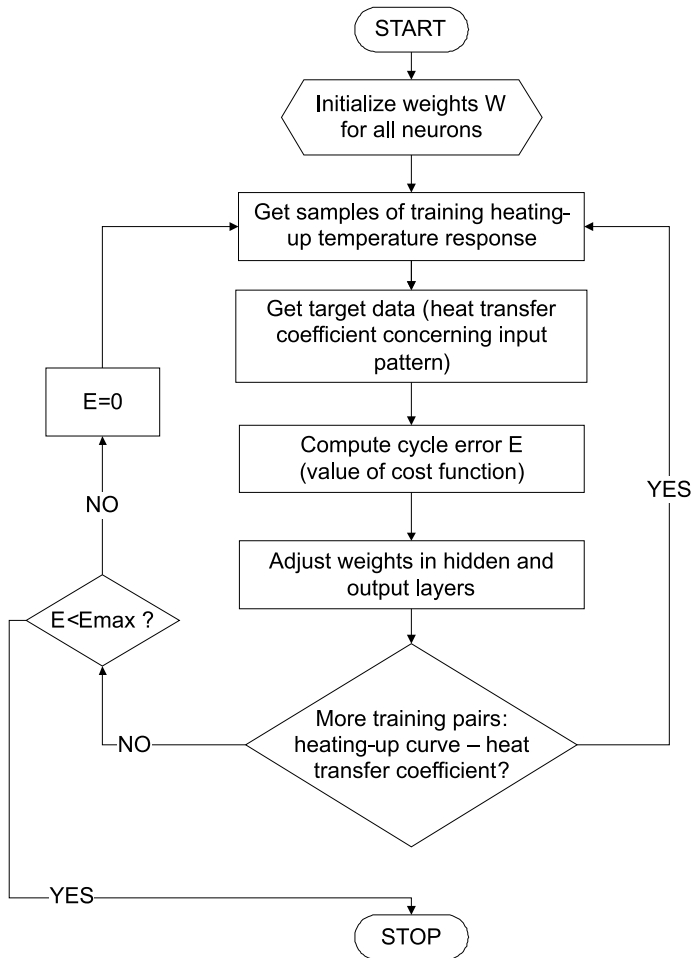 START
Initialize weights W
for all neurons
Get samples of training heating-
up temperature response
Get target data (heat transfer
coefficient concerning input
pattern)
E=0
Compute cycle error E
(value of cost function)
YES
NO
Adjust weights in hidden and
output layers
E<Emax ?
More training pairs:
heating-up curve – heat
transfer coefficient?
NO
YES
STOP